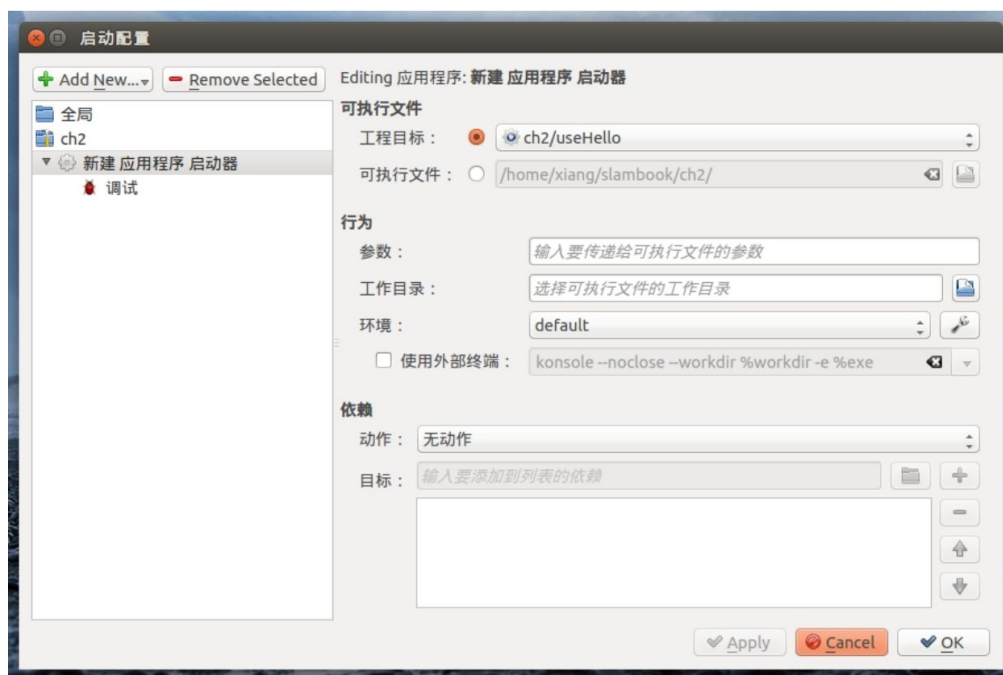 启动配置
Add New...
Remove Selected
Editing 应用程序: 新建 应用程序 启动器
全局
ch2
新建 应用程序 启动器
调试
可执行文件
工程目标：
ch2/useHello
可执行文件：
/home/xiang/slambook/ch2/
行为
参数：
输入要传递给可执行文件的参数
工作目录：
选择可执行文件的工作目录
环境：
default
使用外部终端：
konsole --noclose --workdir %workdir -e %exe
依赖
动作：
无动作
目标：
输入要添加到列表的依赖
Apply
Cancel
OK